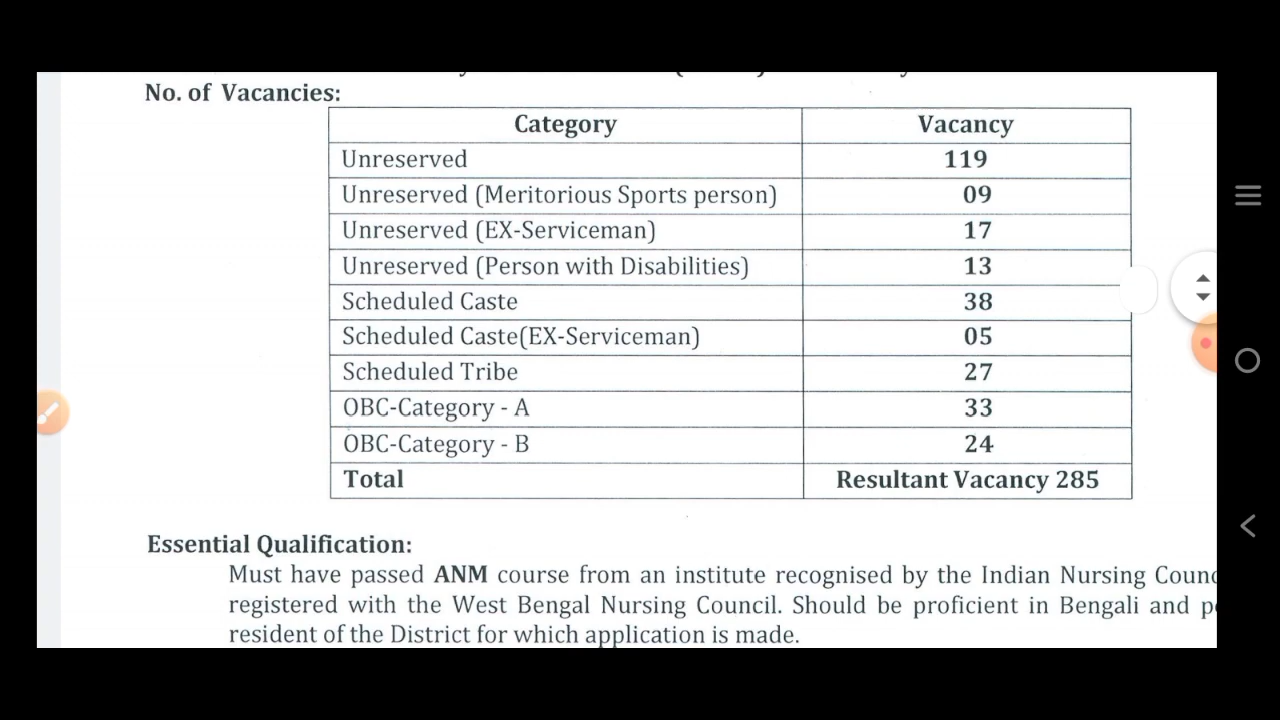 No. of Vacancies:
Category Vacancy
Unreserved 119
Unreserved (Meritorious Sports person) 09
Unreserved (EX-Serviceman) 17
Unreserved (Person with Disabilities) 13
Scheduled Caste 38
Scheduled Caste(EX-Serviceman) 05
Scheduled Tribe 27
OBC-Category - A 33
OBC-Category - B 24
Total Resultant Vacancy 285
Essential Qualification:
Must have passed ANM course from an institute recognised by the Indian Nursing
registered with the West Bengal Nursing Council. Should be proficient in Bengali and
resident of the District for which application is made.